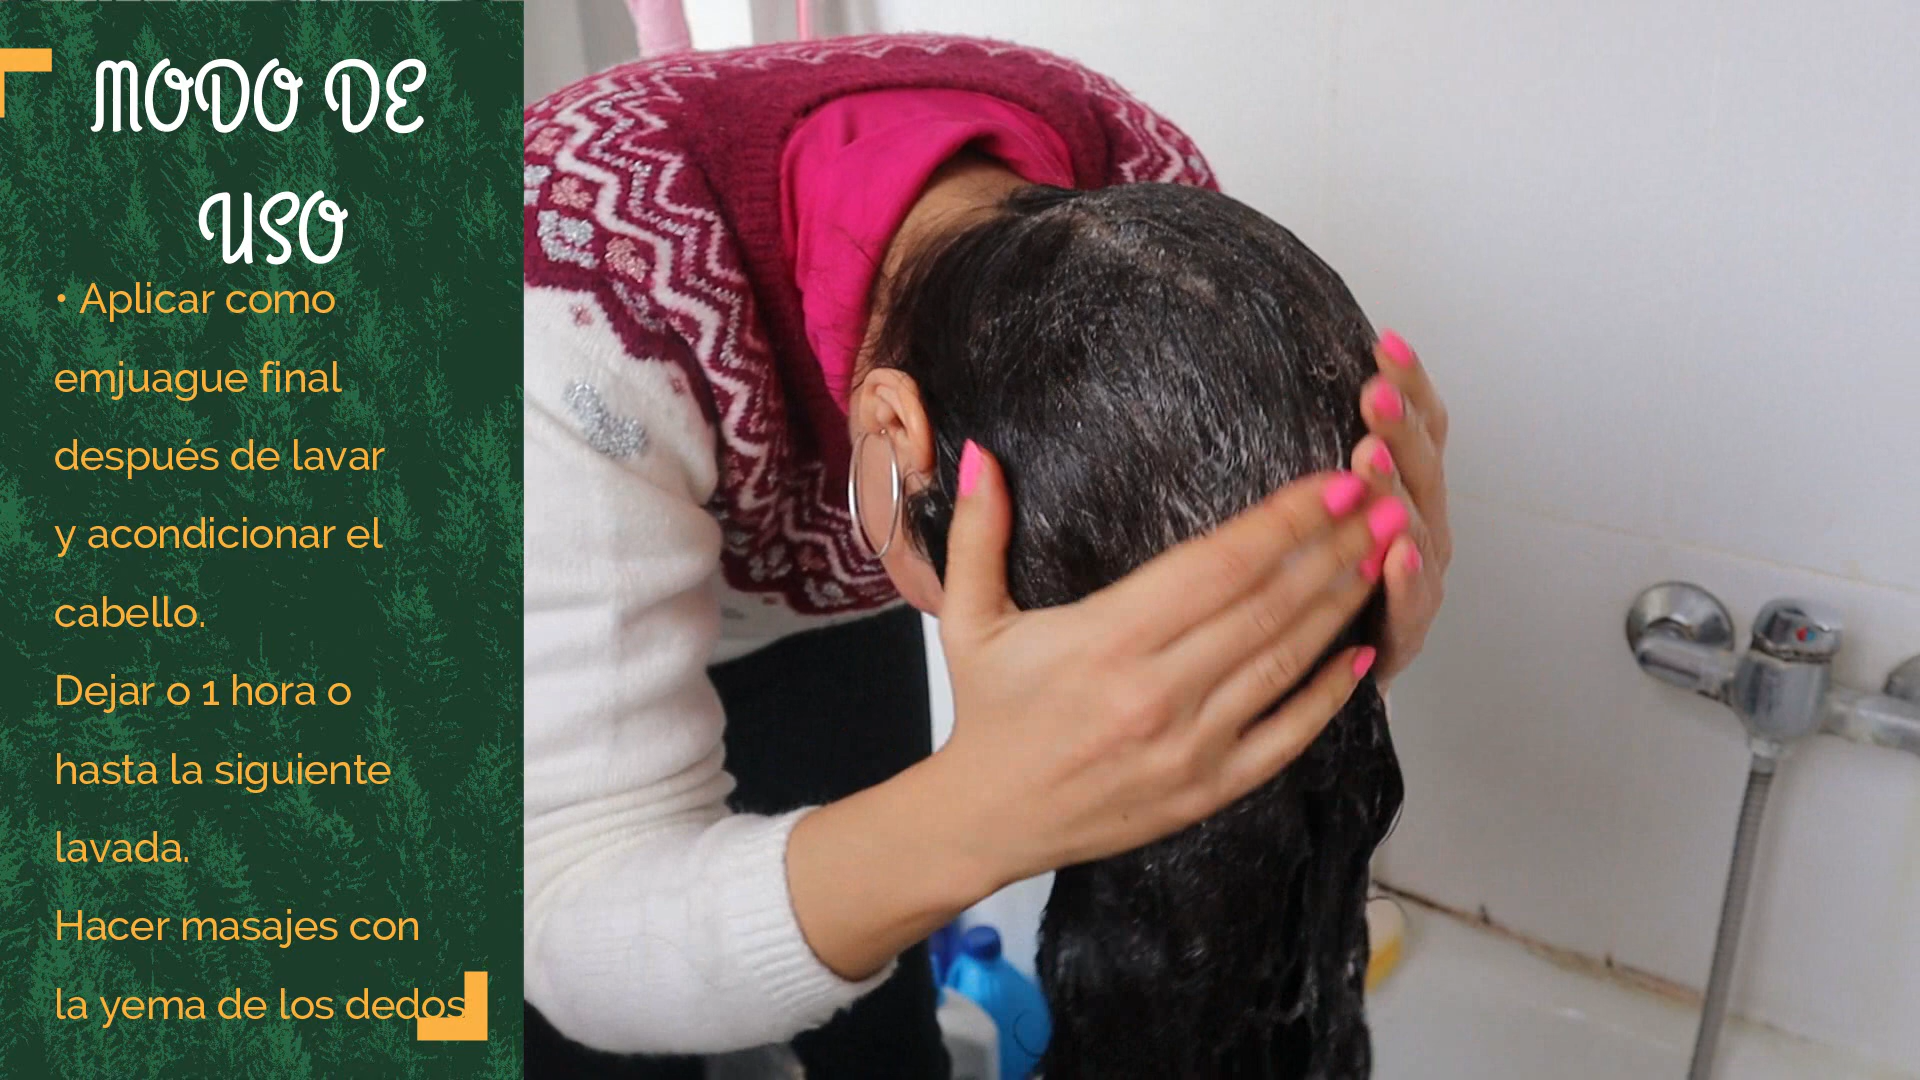 MODO DE
USO
• Aplicar como
emjuague final
después de lavar
y acondicionar el
cabello.
Dejar o 1 hora o
hasta la siguiente
lavada.
Hacer masajes con
la yema de los dedos